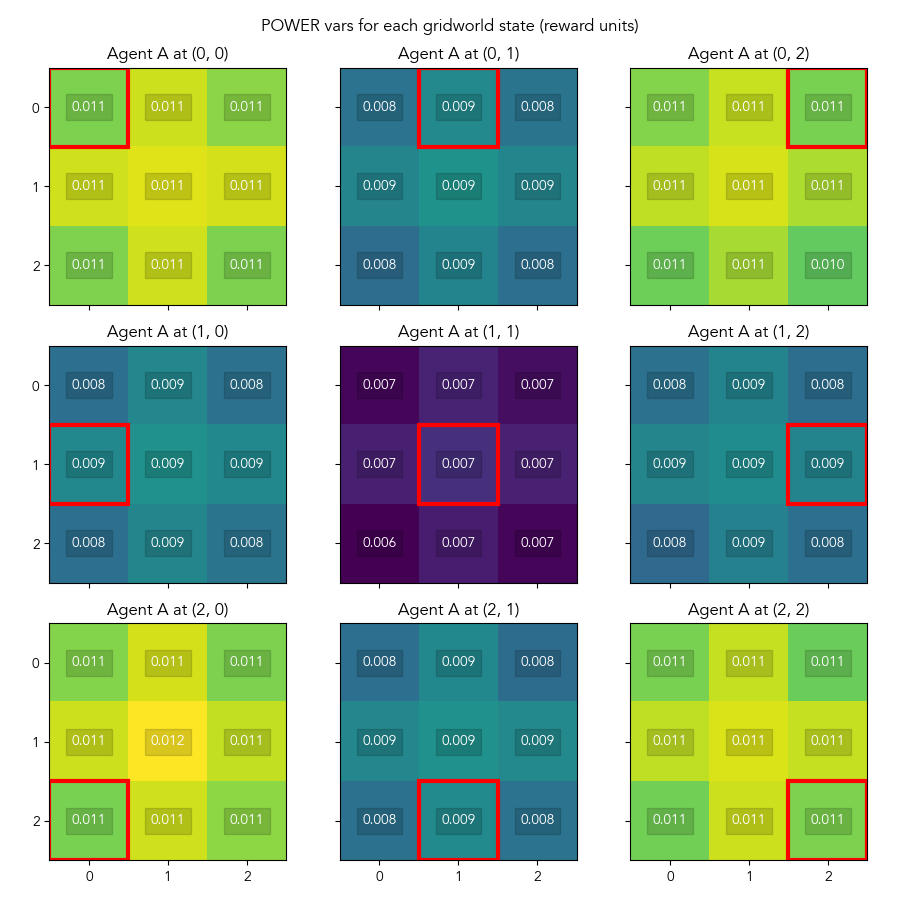 POWER vars for each gridworld state (reward units)
Agent A at (0, 0) Agent A at (0, 1) Agent A at (0, 2)
0 0.011 0.011 0.011 0.008 0.009 0.008 0.011 0.011 0.011
1 0.011 0.011 0.011 0.009 0.009 0.009 0.011 0.011 0.011
2 0.011 0.011 0.011 0.008 0.009 0.008 0.011 0.011 0.010
Agent A at (1, 0) Agent A at (1, 1) Agent A at (1, 2)
0 0.008 0.009 0.008 0.007 0.007 0.007 0.008 0.009 0.008
1 0.009 0.009 0.009 0.007 0.007 0.007 0.009 0.009 0.009
2 0.008 0.009 0.008 0.006 0.007 0.007 0.008 0.009 0.008
Agent A at (2, 0) Agent A at (2, 1) Agent A at (2, 2)
0 0.011 0.011 0.011 0.008 0.009 0.008 0.011 0.011 0.011
1 0.011 0.012 0.011 0.009 0.009 0.009 0.011 0.011 0.011
2 0.011 0.011 0.011 0.008 0.009 0.008 0.011 0.011 0.011
0 1 2 0 1 2 0 1 2